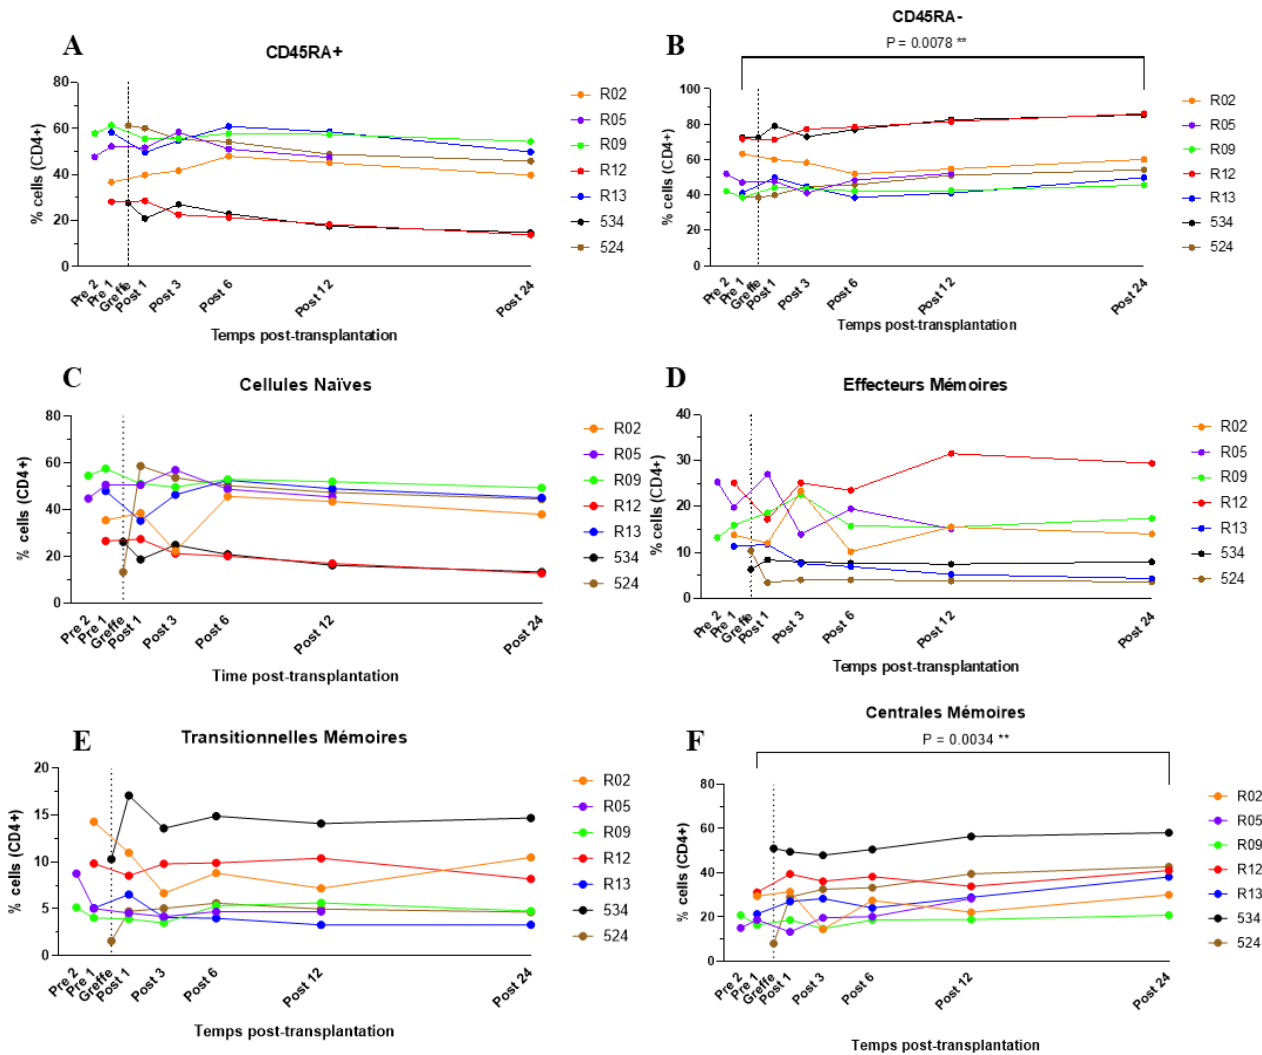 A
CD45RA+
% cells (CD4+)
80
60
40
20
0
Pre 2
Pre 1
Greffe
Post 1
Post 3
Post 6
Post 12
Post 24
Temps post-transplantation
R02
R05
R09
R12
R13
534
524
B
CD45RA-
P = 0.0078 **
% cells (CD4+)
100
80
60
40
20
0
Pre 2
Pre 1
Greffe
Post 1
Post 3
Post 6
Post 12
Post 24
Temps post-transplantation
R02
R05
R09
R12
R13
534
524
C
Cellules Naïves
% cells (CD4+)
80
60
40
20
0
Pre 2
Pre 1
Greffe
Post 1
Post 3
Post 6
Post 12
Post 24
Time post-transplantation
R02
R05
R09
R12
R13
534
524
D
Effecteurs Mémoires
% cells (CD4+)
40
30
20
10
0
Pre 2
Pre 1
Greffe
Post 1
Post 3
Post 6
Post 12
Post 24
Temps post-transplantation
R02
R05
R09
R12
R13
534
524
E
Transitionnelles Mémoires
% cells (CD4+)
20
15
10
5
0
Pre 2
Pre 1
Greffe
Post 1
Post 3
Post 6
Post 12
Post 24
Temps post-transplantation
R02
R05
R09
R12
R13
534
524
F
Centrales Mémoires
P = 0.0034 **
% cells (CD4+)
80
60
40
20
0
Pre 2
Pre 1
Greffe
Post 1
Post 3
Post 6
Post 12
Post 24
Temps post-transplantation
R02
R05
R09
R12
R13
534
524